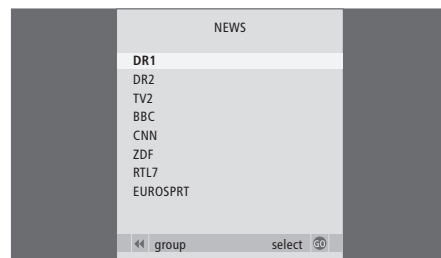 NEWS
DR1
DR2
TV2
BBC
CNN
ZDF
RTL7
EUROSPRT
group select GO